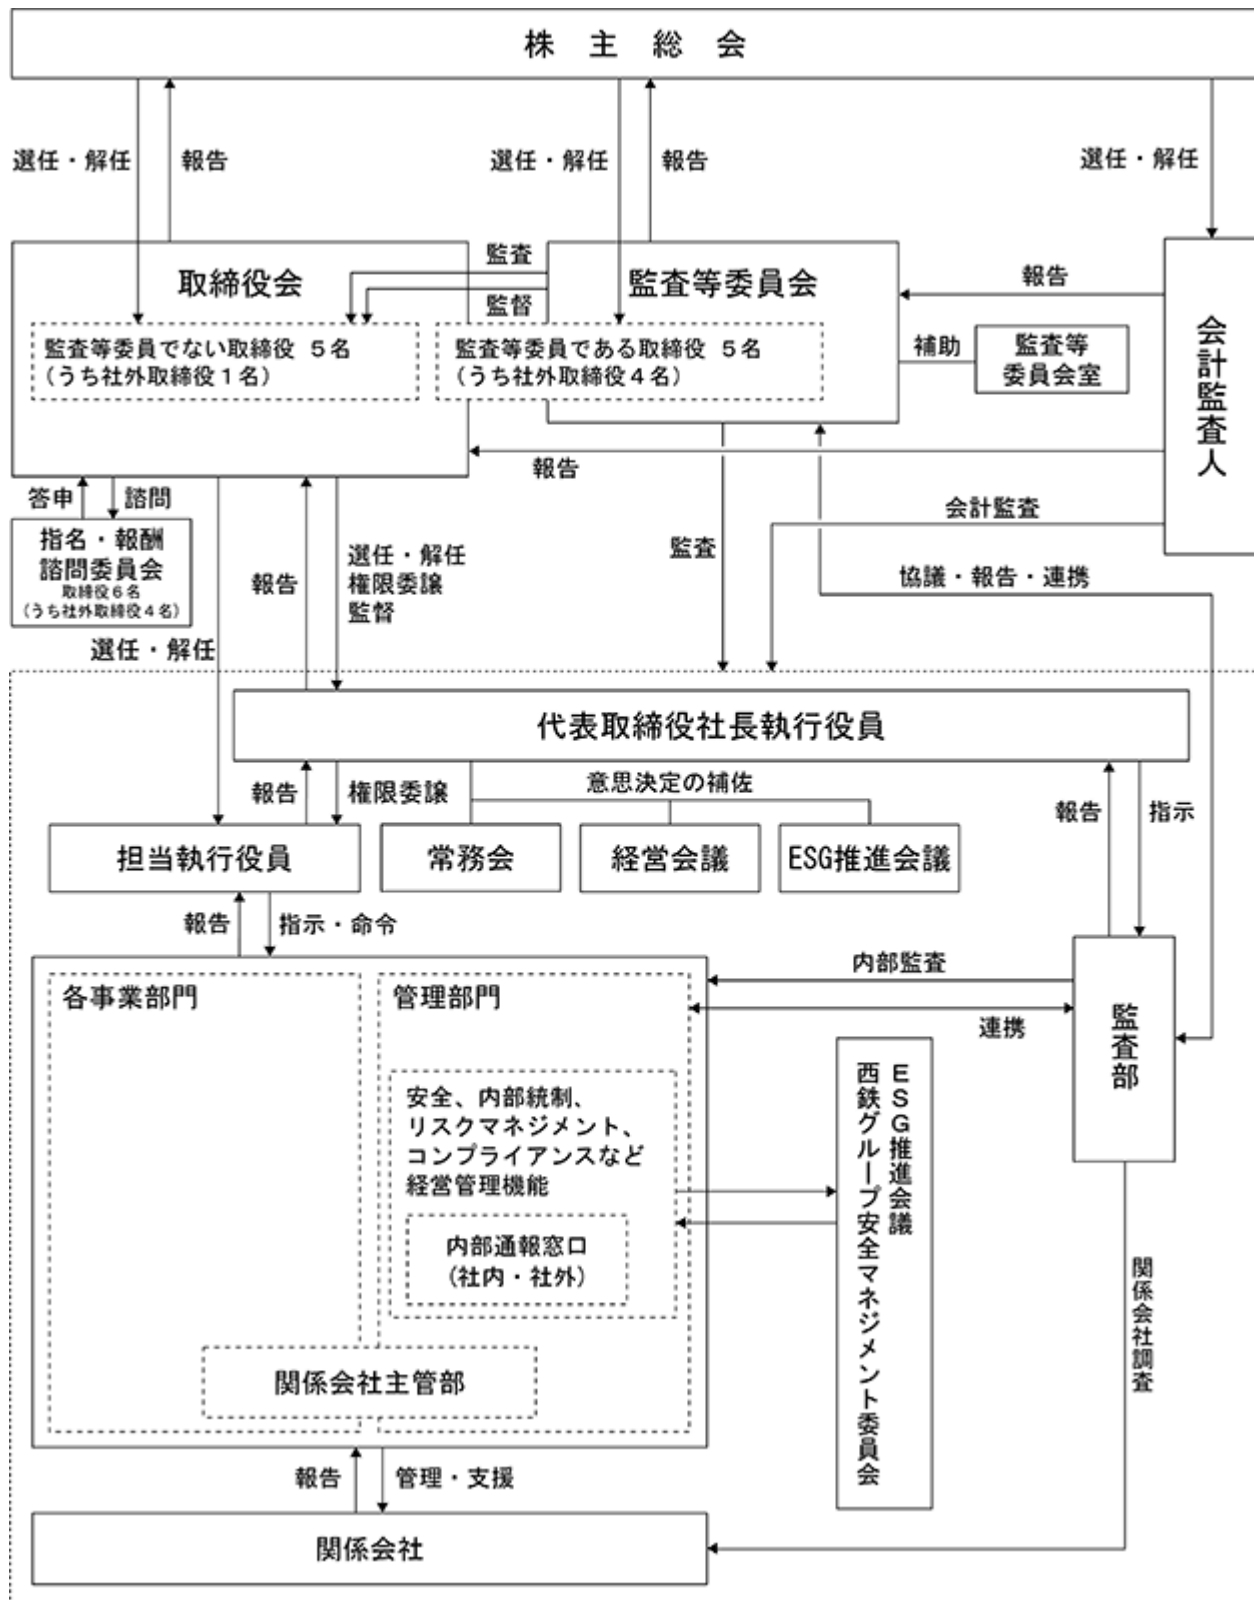 株 主 総 会
選任・解任
報告
選任・解任
報告
選任・解任
取締役会
監査
監督
監査等委員会
報告
会計監査人
監査等委員でない取締役 5名
(うち社外取締役1名)
監査等委員である取締役 5名
(うち社外取締役4名)
補助
監査等
委員会室
報告
答申
諮問
会計監査
指名・報酬
諮問委員会
取締役6名
(うち社外取締役4名)
報告
選任・解任
権限委譲
監督
監査
協議・報告・連携
選任・解任
代表取締役社長執行役員
報告
権限委譲
意思決定の補佐
報告
指示
担当執行役員
常務会
経営会議
ESG推進会議
報告
指示・命令
各事業部門
管理部門
内部監査
連携
監査部
安全、内部統制、
リスクマネジメント、
コンプライアンスなど
経営管理機能
内部通報窓口
(社内・社外)
ESG推進会議
西鉄グループ安全マネジメント委員会
関係会社調査
関係会社主管部
報告
管理・支援
関係会社